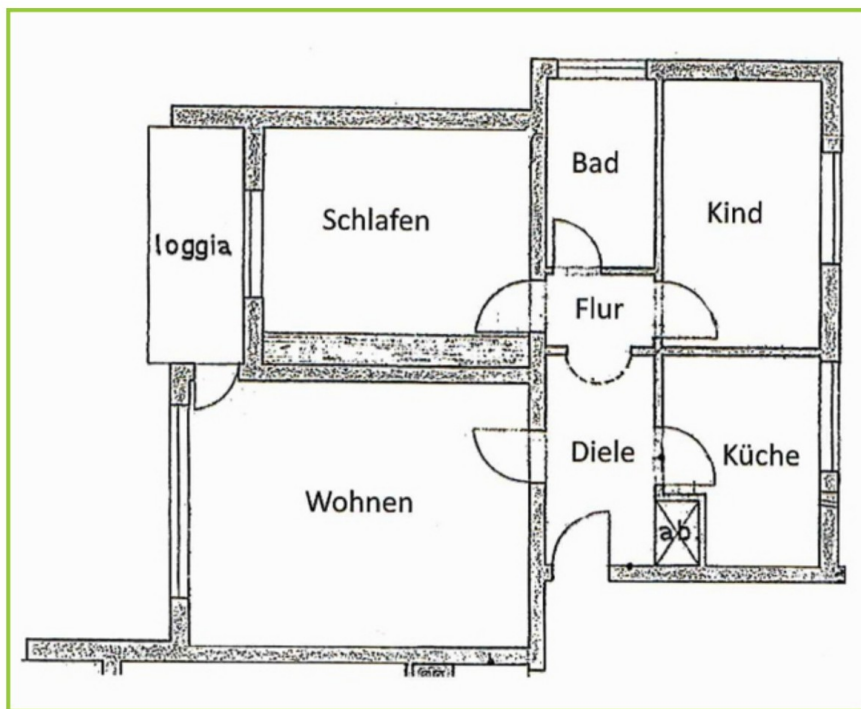 Bad
Kind
Schlafen
loggia
Flur
Diele
Küche
Wohnen
ab